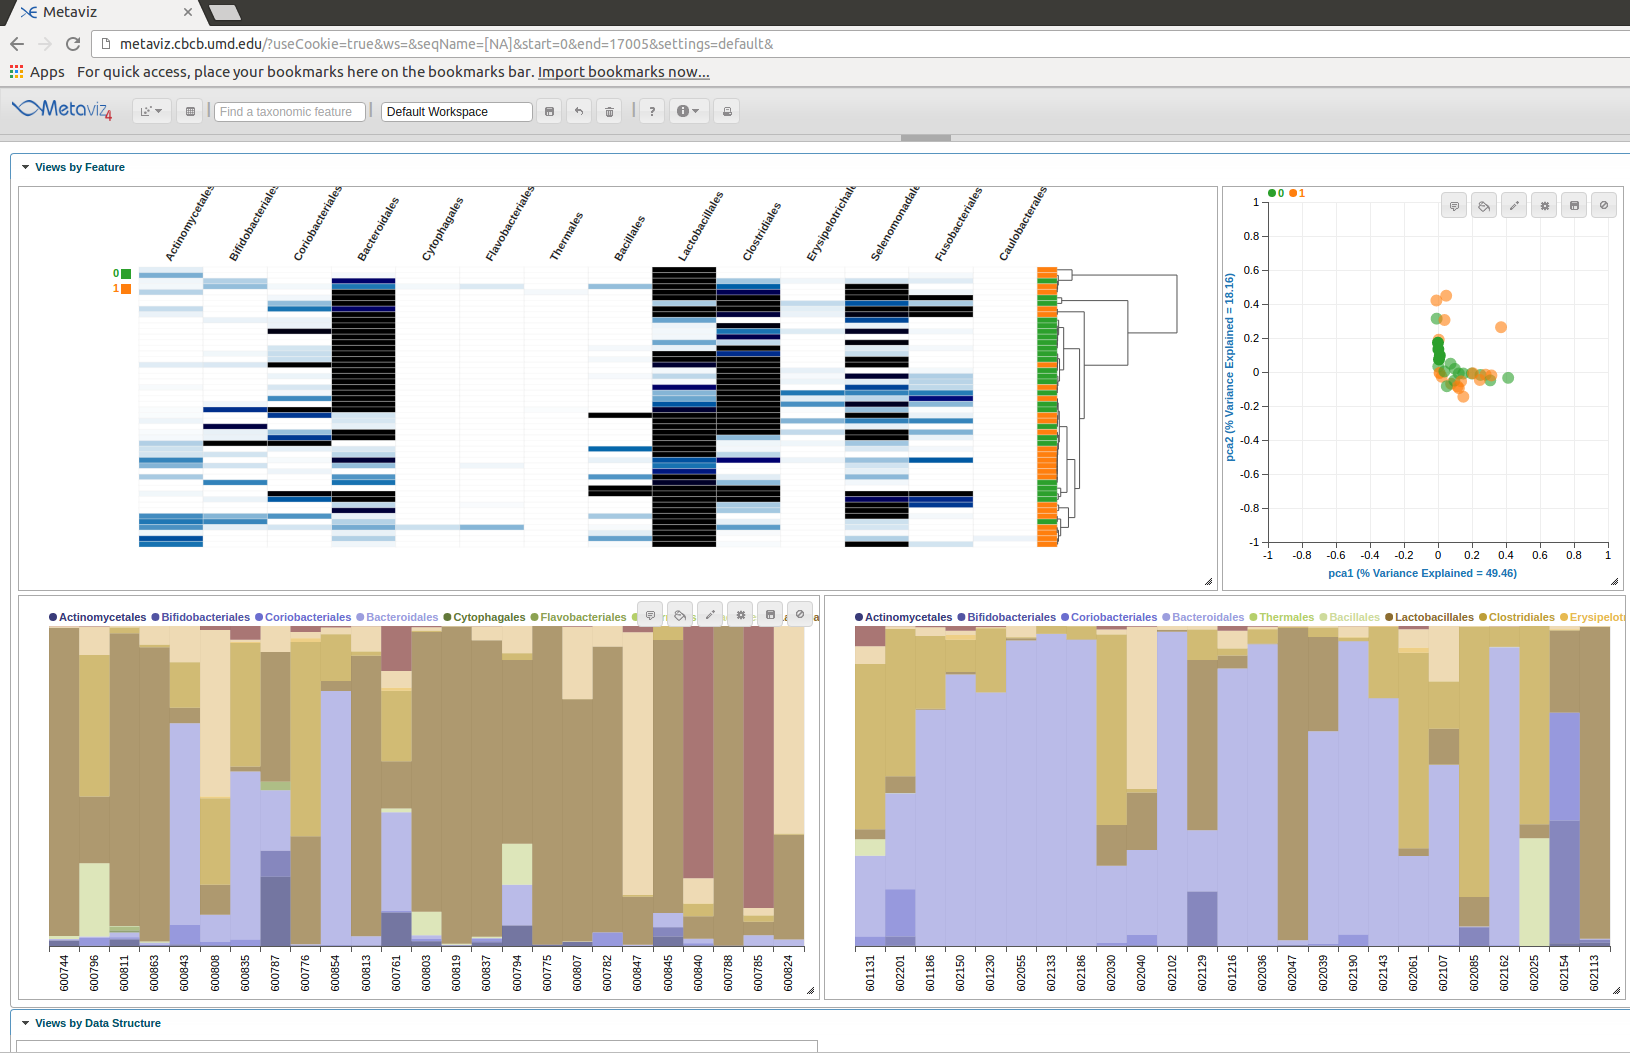 Metaviz
metaviz.cbcb.umd.edu/?useCookie=true&ws=&seqName=[NA]&start=0&end=17005&settings=default&
Apps For quick access, place your bookmarks here on the bookmarks bar. Import bookmarks now...
Metaviz4 Find a taxonomic feature Default Workspace ?
Views by Feature
Actinomycetales Bifidobacteriales Coriobacteriales Bacteroidales Cytophagales Flavobacteriales Thermales Bacillales Lactobacillales Clostridiales Erysipelotrichal Selenomonadale Fusobacteriales Caulobacterales
0
1
0 1
1
0.8
0.6
0.4
0.2
0
-0.2
-0.4
-0.6
-0.8
-1
pca2 (% Variance Explained = 18.16)
-1 -0.8 -0.6 -0.4 -0.2 0 0.2 0.4 0.6 0.8 1
pca1 (% Variance Explained = 49.46)
Actinomycetales Bifidobacteriales Coriobacteriales Bacteroidales Cytophagales Flavobacteriales
600744 600796 600811 600863 600843 600808 600835 600787 600776 600854 600813 600761 600803 600819 600837 600794 600775 600807 600782 600847 600845 600840 600788 600785 600824
Actinomycetales Bifidobacteriales Coriobacteriales Bacteroidales Thermales Bacillales Lactobacillales Clostridiales Erysipelotr
601131 602201 601186 602150 601230 602055 602133 602186 602030 602040 602102 602129 601216 602036 602047 602039 602190 602143 602061 602107 602085 602162 602025 602154 602113
Views by Data Structure